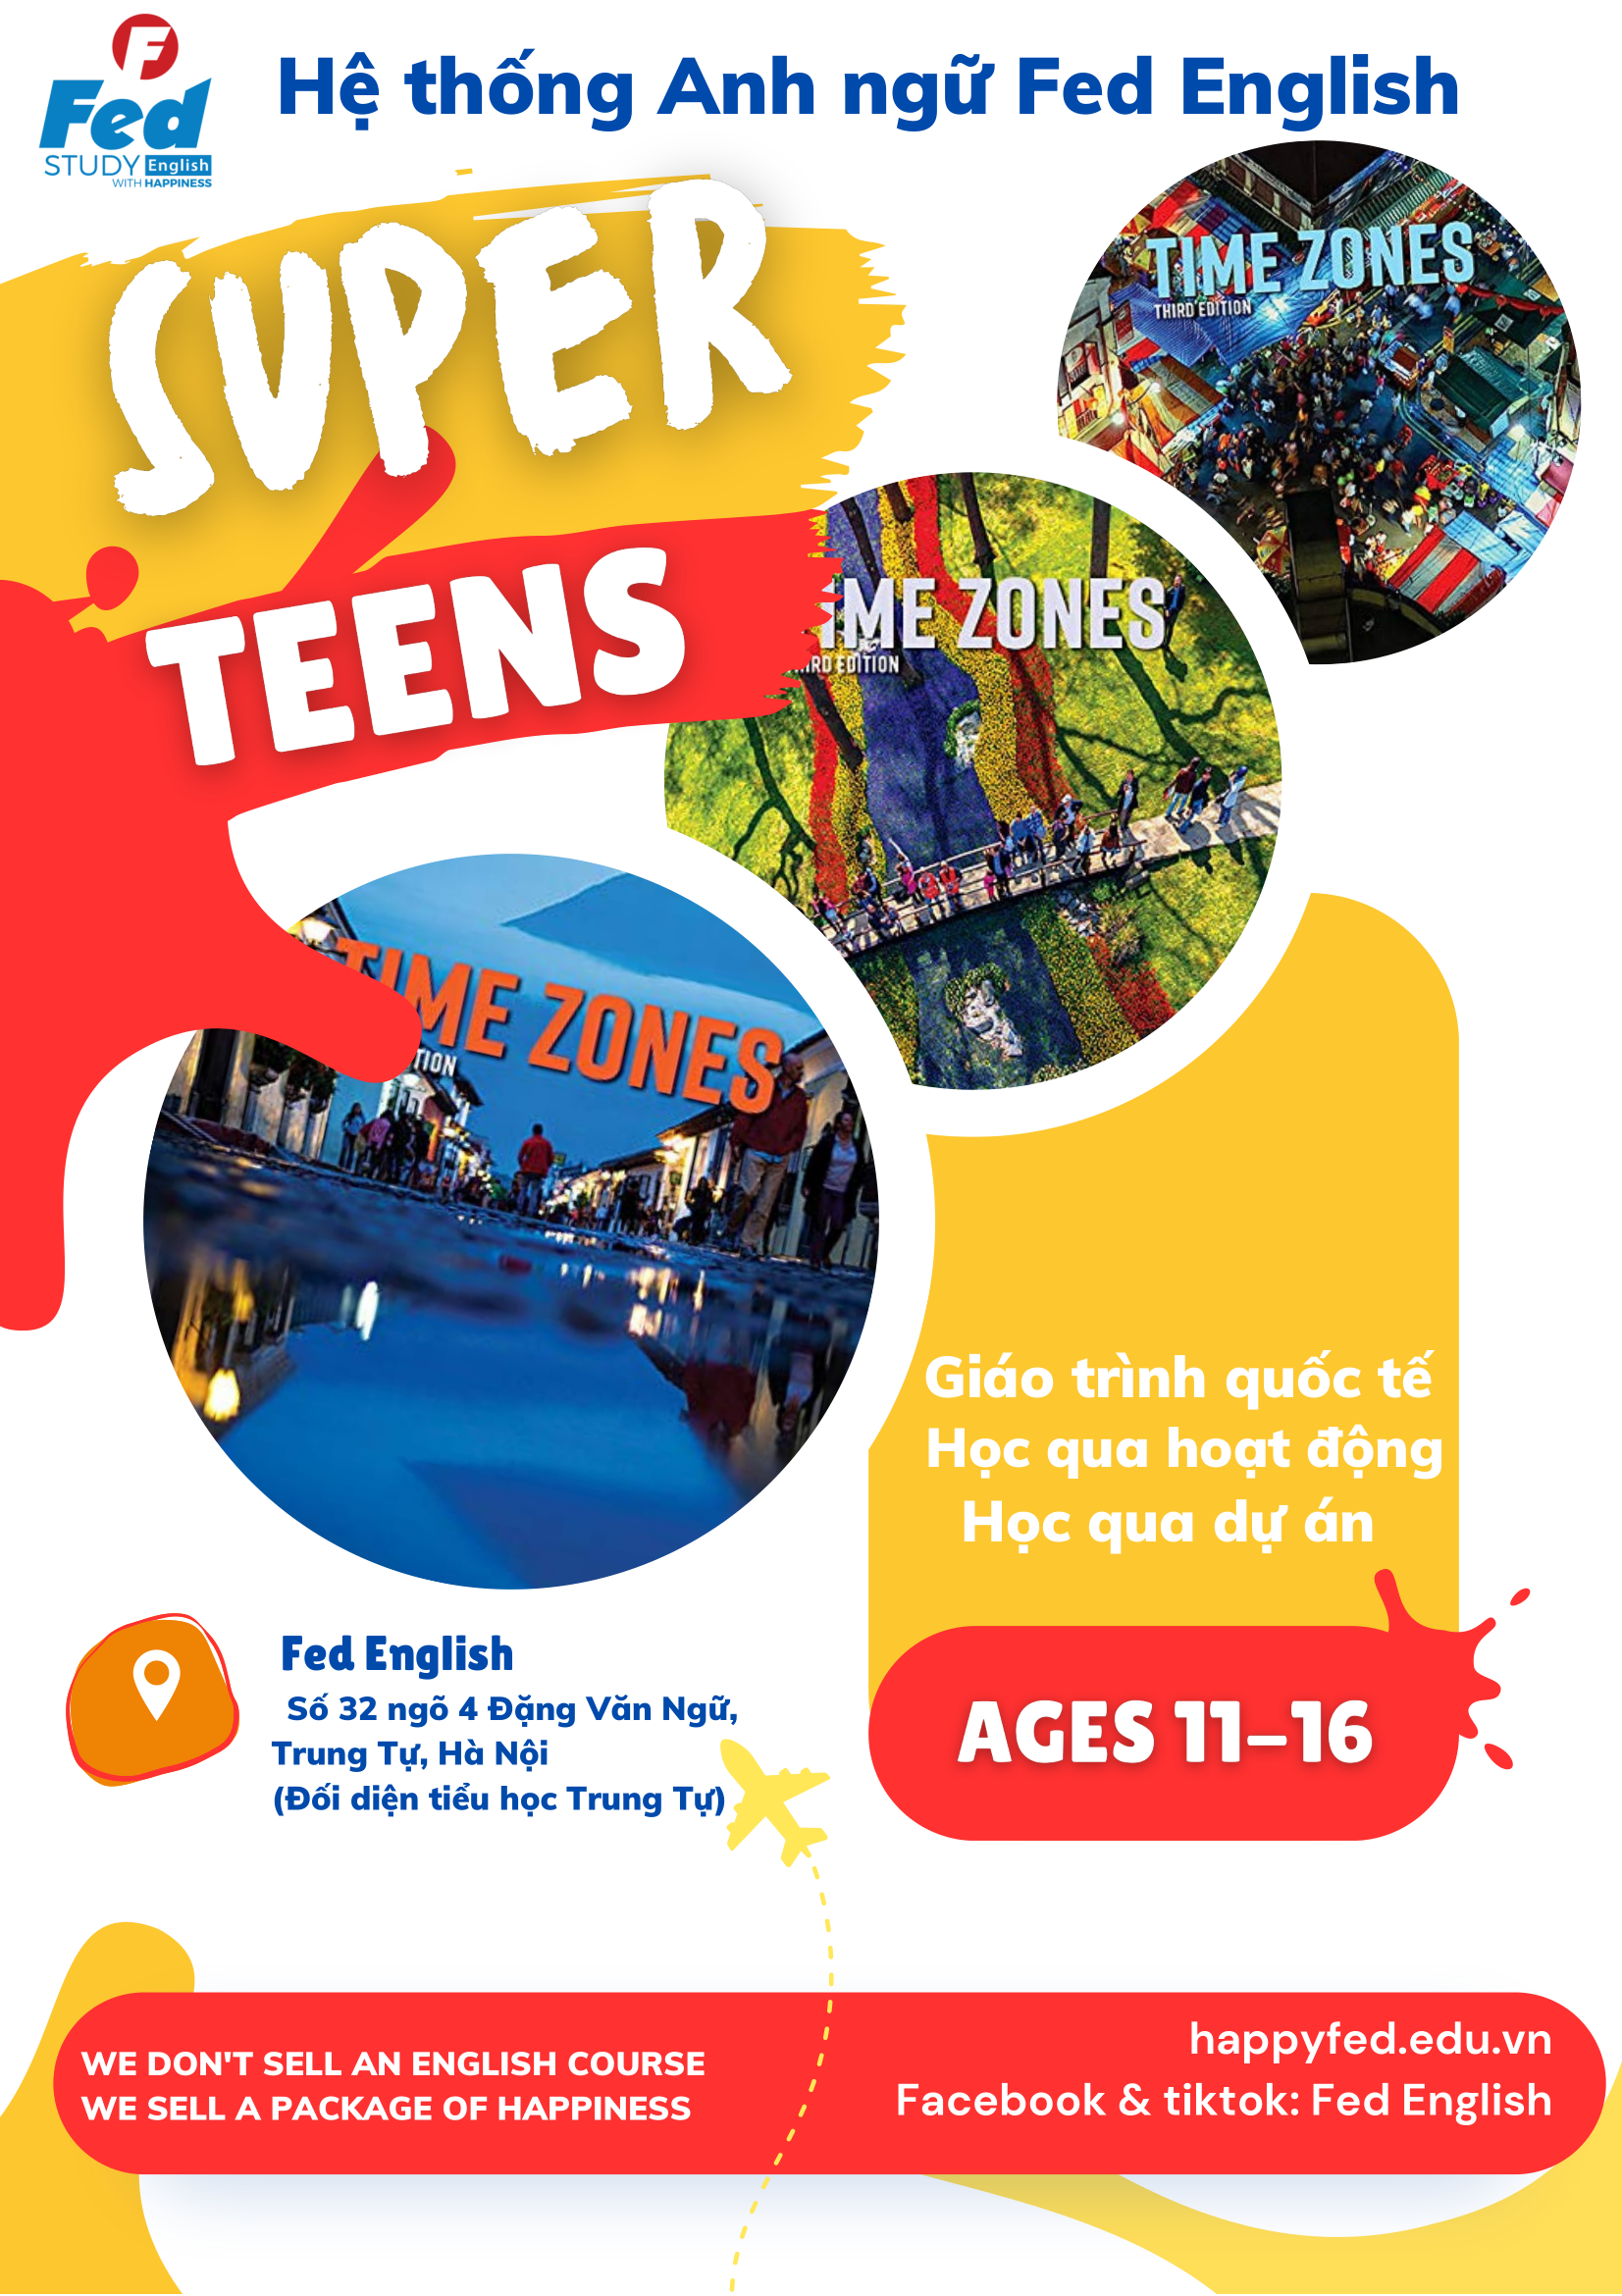 F
Fed
STUDY English
WITH HAPPINESS
Hệ thống Anh ngữ Fed English
SUPER
TEENS
TIME ZONES
THIRD EDITION
TIME ZONES
THIRD EDITION
TIME ZONES
Giáo trình quốc tế
Học qua hoạt động
Học qua dự án
Fed English
Số 32 ngõ 4 Đặng Văn Ngữ,
Trung Tự, Hà Nội
(Đối diện tiểu học Trung Tự)
AGES 11-16
WE DON'T SELL AN ENGLISH COURSE
WE SELL A PACKAGE OF HAPPINESS
happyfed.edu.vn
Facebook & tiktok: Fed English